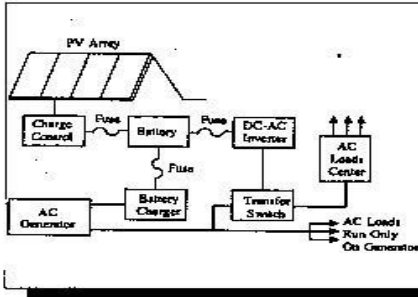 PV Array
Charge
Control
Fuse
Battery
Fuse
DC-AC
Inverter
AC
Loads
Center
Fuse
Battery
Charger
Transfer
Switch
AC
Generator
AC Loads
Run Only
On Generator